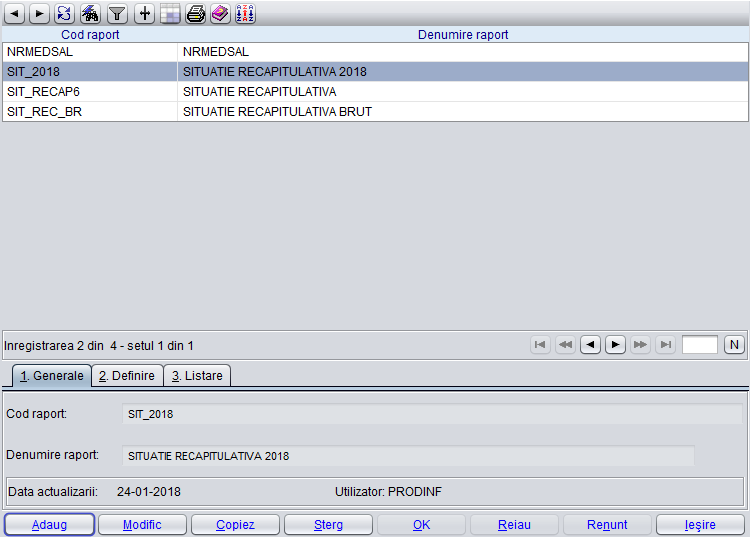 Cod raport Denumire raport
NRMEDSAL NRMEDSAL
SIT_2018 SITUATIE RECAPITULATIVA 2018
SIT_RECAP6 SITUATIE RECAPITULATIVA
SIT_REC_BR SITUATIE RECAPITULATIVA BRUT
Inregistrarea 2 din 4 - setul 1 din 1 N
1. Generale 2. Definire 3. Listare
Cod raport: SIT_2018
Denumire raport: SITUATIE RECAPITULATIVA 2018
Data actualizarii: 24-01-2018 Utilizator: PRODINF
Adaug Modific Copiez Sterg OK Reiau Renunt Ieşire